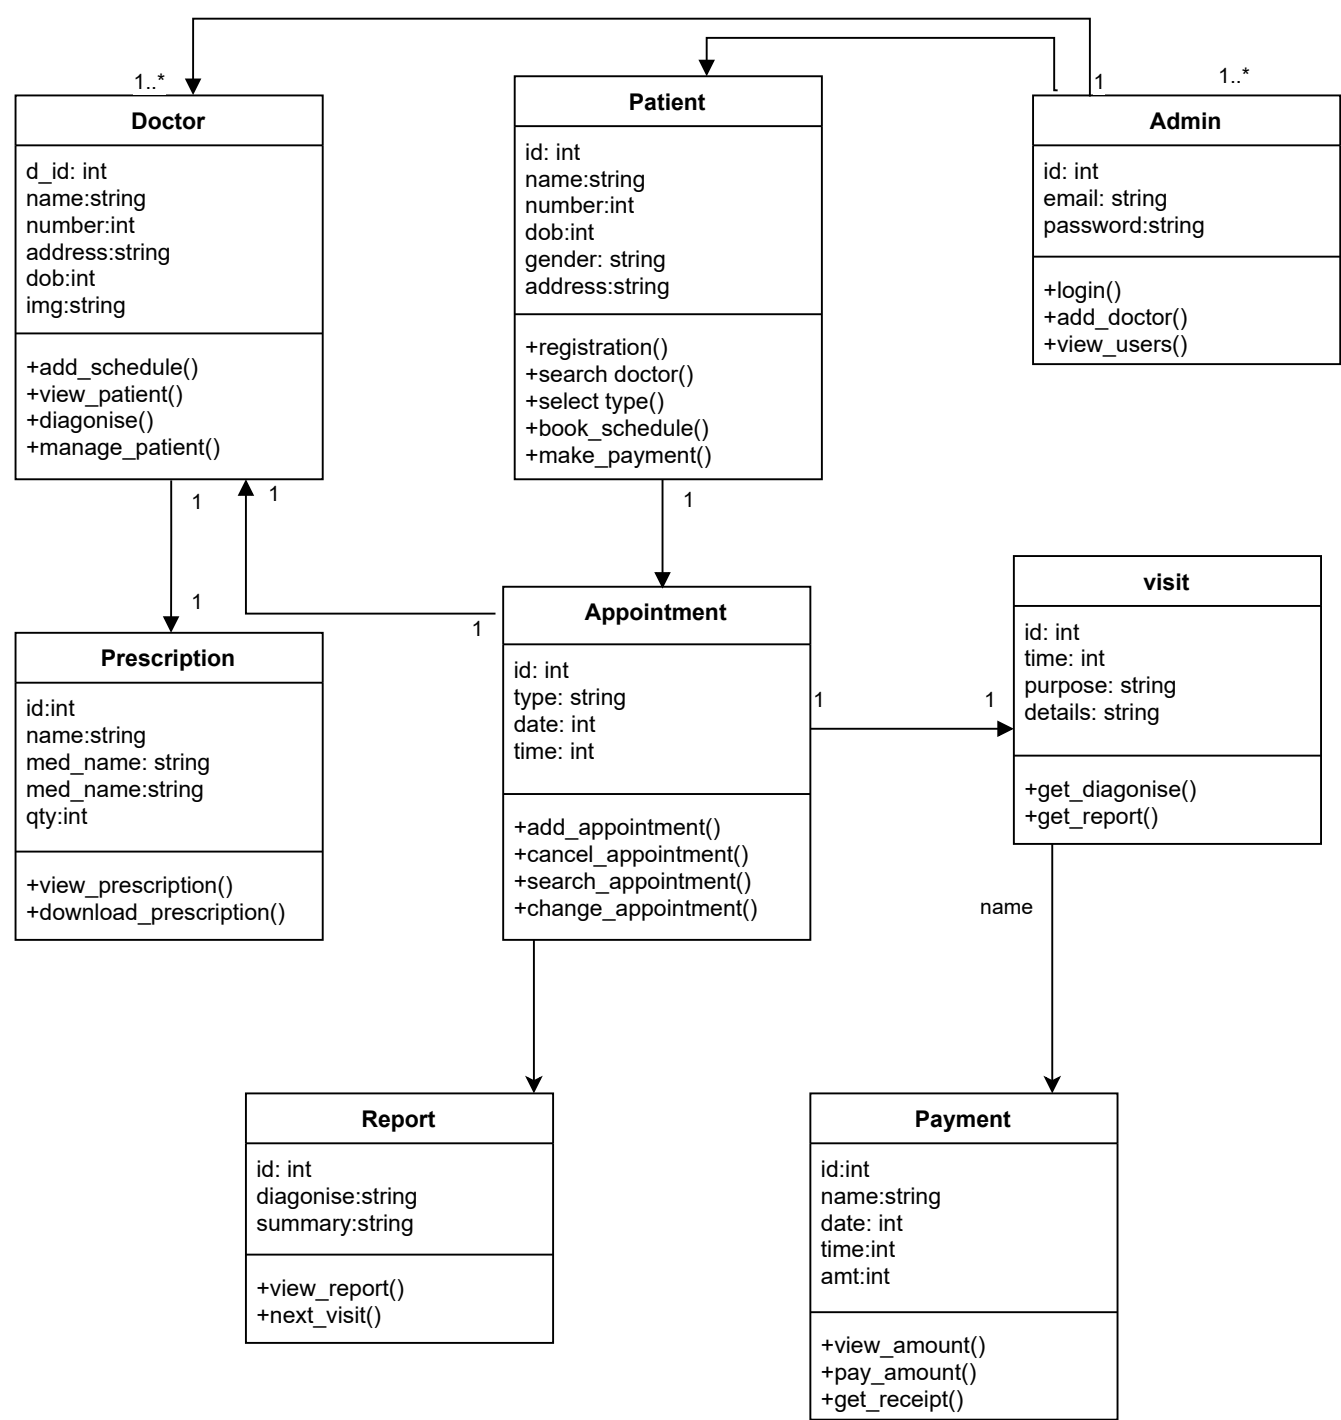 1..*
Doctor
d_id: int
name:string
number:int
address:string
dob:int
img:string
+add_schedule()
+view_patient()
+diagonise()
+manage_patient()
Patient
id: int
name:string
number:int
dob:int
gender: string
address:string
+registration()
+search doctor()
+select type()
+book_schedule()
+make_payment()
1
1..*
Admin
id: int
email: string
password:string
+login()
+add_doctor()
+view_users()
1
1
1
1
1
Prescription
id:int
name:string
med_name: string
med_name:string
qty:int
+view_prescription()
+download_prescription()
Appointment
id: int
type: string
date: int
time: int
+add_appointment()
+cancel_appointment()
+search_appointment()
+change_appointment()
1
1
visit
id: int
time: int
purpose: string
details: string
+get_diagonise()
+get_report()
name
Report
id: int
diagonise:string
summary:string
+view_report()
+next_visit()
Payment
id:int
name:string
date: int
time:int
amt:int
+view_amount()
+pay_amount()
+get_receipt()